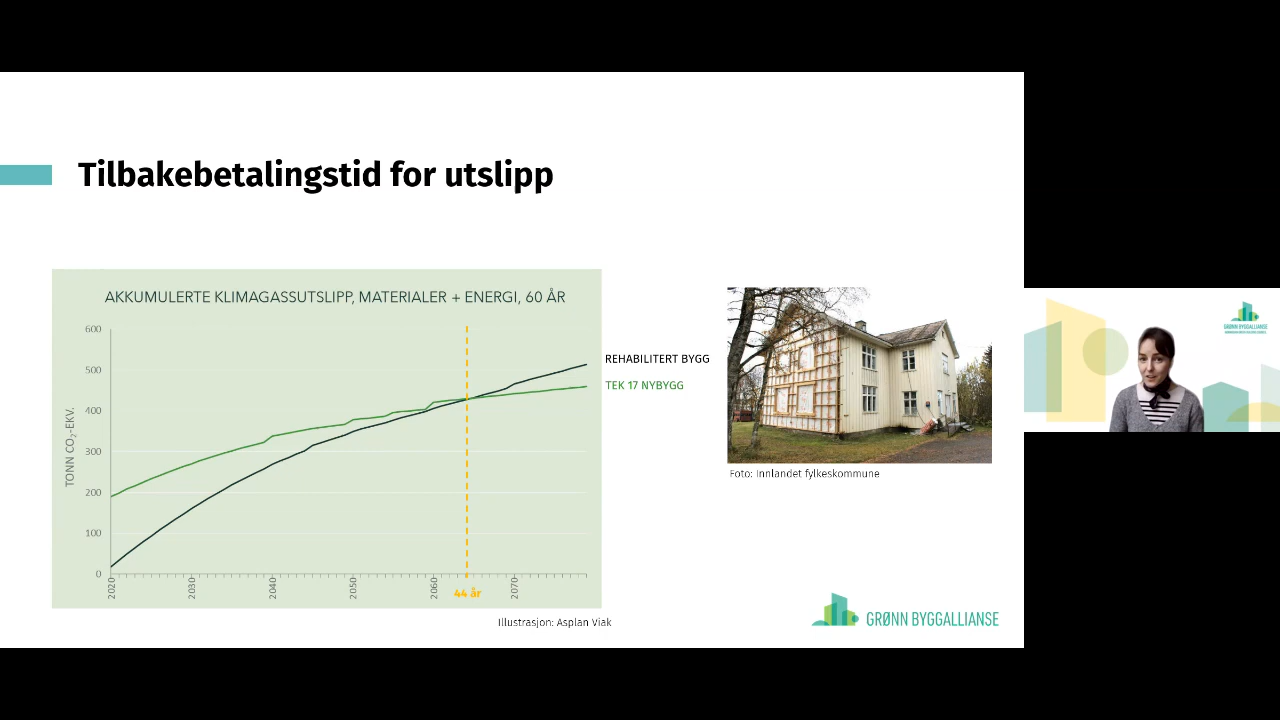 Tilbakebetalingstid for utslipp
AKKUMULERTE KLIMAGASSUTSLIPP, MATERIALER + ENERGI, 60 ÅR
TONN CO₂-EKV.
600
500
400
300
200
100
0
2020
2030
2040
2050
2060
2070
44 år
REHABILITERT BYGG
TEK 17 NYBYGG
Illustrasjon: Asplan Viak
Foto: Innlandet fylkeskommune
GRØNN BYGGALLIANSE
GRØNN BYGGALLIANSE